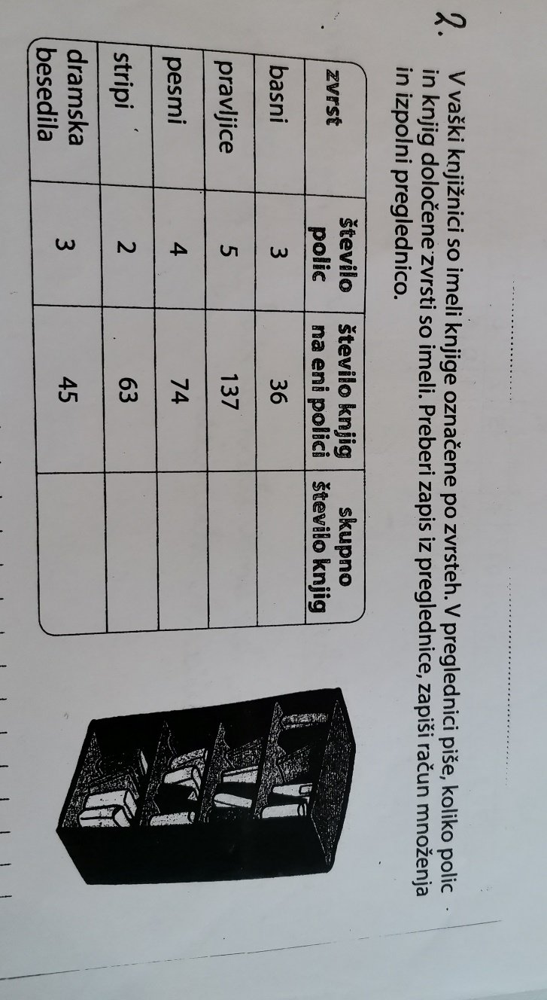 2.
V vaški knjižnici so imeli knjige označene po zvrsteh. V preglednici piše, koliko polic
in knjig določene zvrsti so imeli. Preberi zapis iz preglednice, zapiši račun množenja
in izpolni preglednico.
zvrst število polic število knjig na eni polici skupno število knjig
basni 3 36
pravljice 5 137
pesmi 4 74
stripi 2 63
dramska besedila 3 45